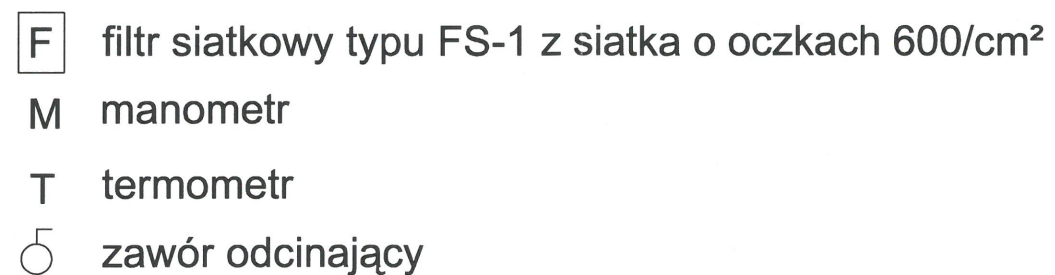 F filtr siatkowy typu FS-1 z siatka o oczkach 600/cm²
M manometr
T termometr
zawór odcinający